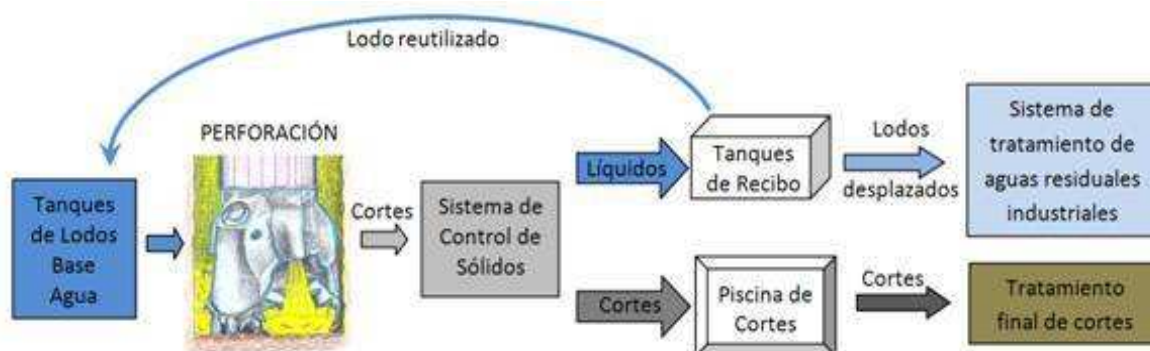 Lodo reutilizado
PERFORACIÓN
Tanques
de Lodos
Base
Agua
Cortes
Sistema de
Control de
Sólidos
Líquidos
Tanques
de Recibo
Lodos
desplazados
Sistema de
tratamiento de
aguas residuales
industriales
Cortes
Piscina de
Cortes
Cortes
Tratamiento
final de cortes